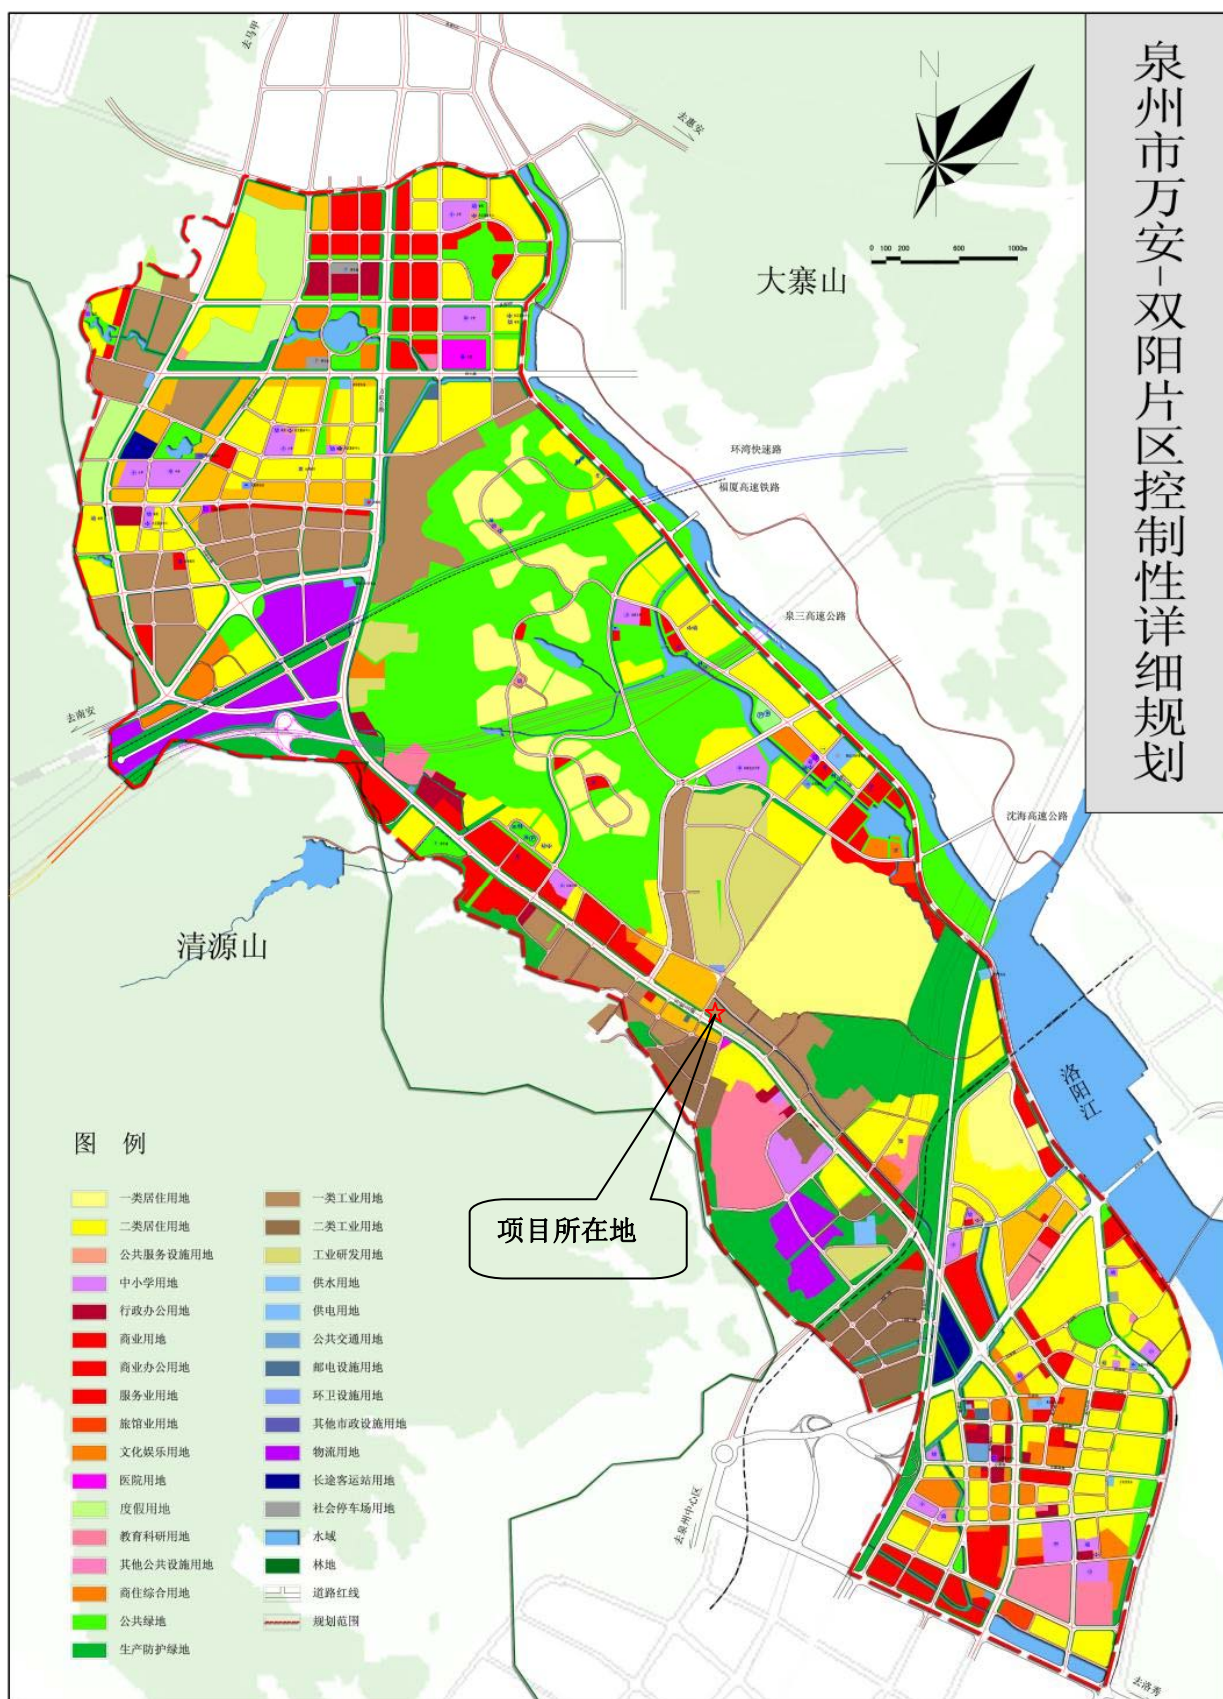 泉州市万安-双阳片区控制性详细规划
去马甲
去惠安
N
0 100 200 600 1000m
大寨山
环湾快速路
福厦高速铁路
泉三高速公路
去南安
沈海高速公路
清源山
洛阳江
项目所在地
去泉州中心区
去洛秀
图 例
一类居住用地
二类居住用地
公共服务设施用地
中小学用地
行政办公用地
商业用地
商业办公用地
服务业用地
旅馆业用地
文化娱乐用地
医院用地
度假用地
教育科研用地
其他公共设施用地
商住综合用地
公共绿地
生产防护绿地
一类工业用地
二类工业用地
工业研发用地
供水用地
供电用地
公共交通用地
邮电设施用地
环卫设施用地
其他市政设施用地
物流用地
长途客运站用地
社会停车场用地
水域
林地
道路红线
规划范围